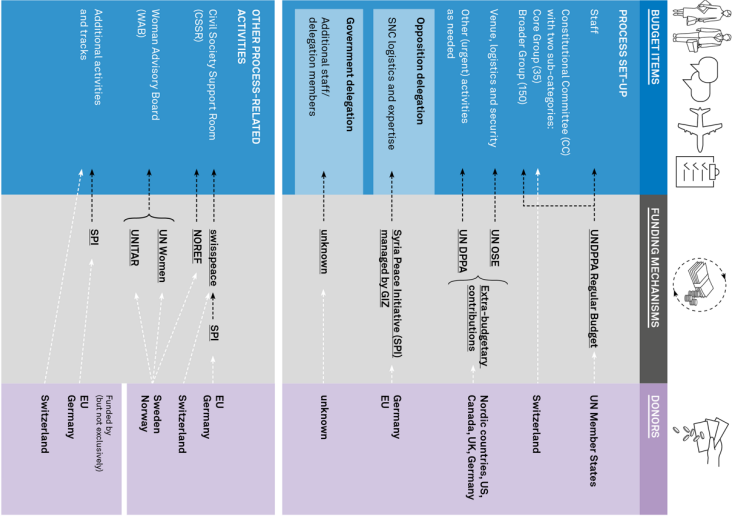 BUDGET ITEMS
FUNDING MECHANISMS
DONORS
PROCESS SET-UP
Staff
UNDPPA Regular Budget
UN Member States
Constitutional Committee (CC)
with two sub-categories:
Core Group (35)
Broader Group (150)
Switzerland
Venue, logistics and security
UN OSE
Other (urgent) activities
as needed
UN DPPA
Extra-budgetary
contributions
Nordic countries, US,
Canada, UK, Germany
Opposition delegation
SNC logistics and expertise
Syria Peace Initiative (SPI)
managed by GIZ
Germany
EU
Government delegation
Additional staff/
delegation members
unknown
unknown
OTHER PROCESS–RELATED
ACTIVITIES
Civil Society Support Room
(CSSR)
swisspeace
SPI
EU
Germany
NOREF
Switzerland
Woman Advisory Board
(WAB)
UN Women
UNITAR
Sweden
Norway
Additional activities
and tracks
SPI
Funded by
(but not exclusively)
EU
Germany
Switzerland